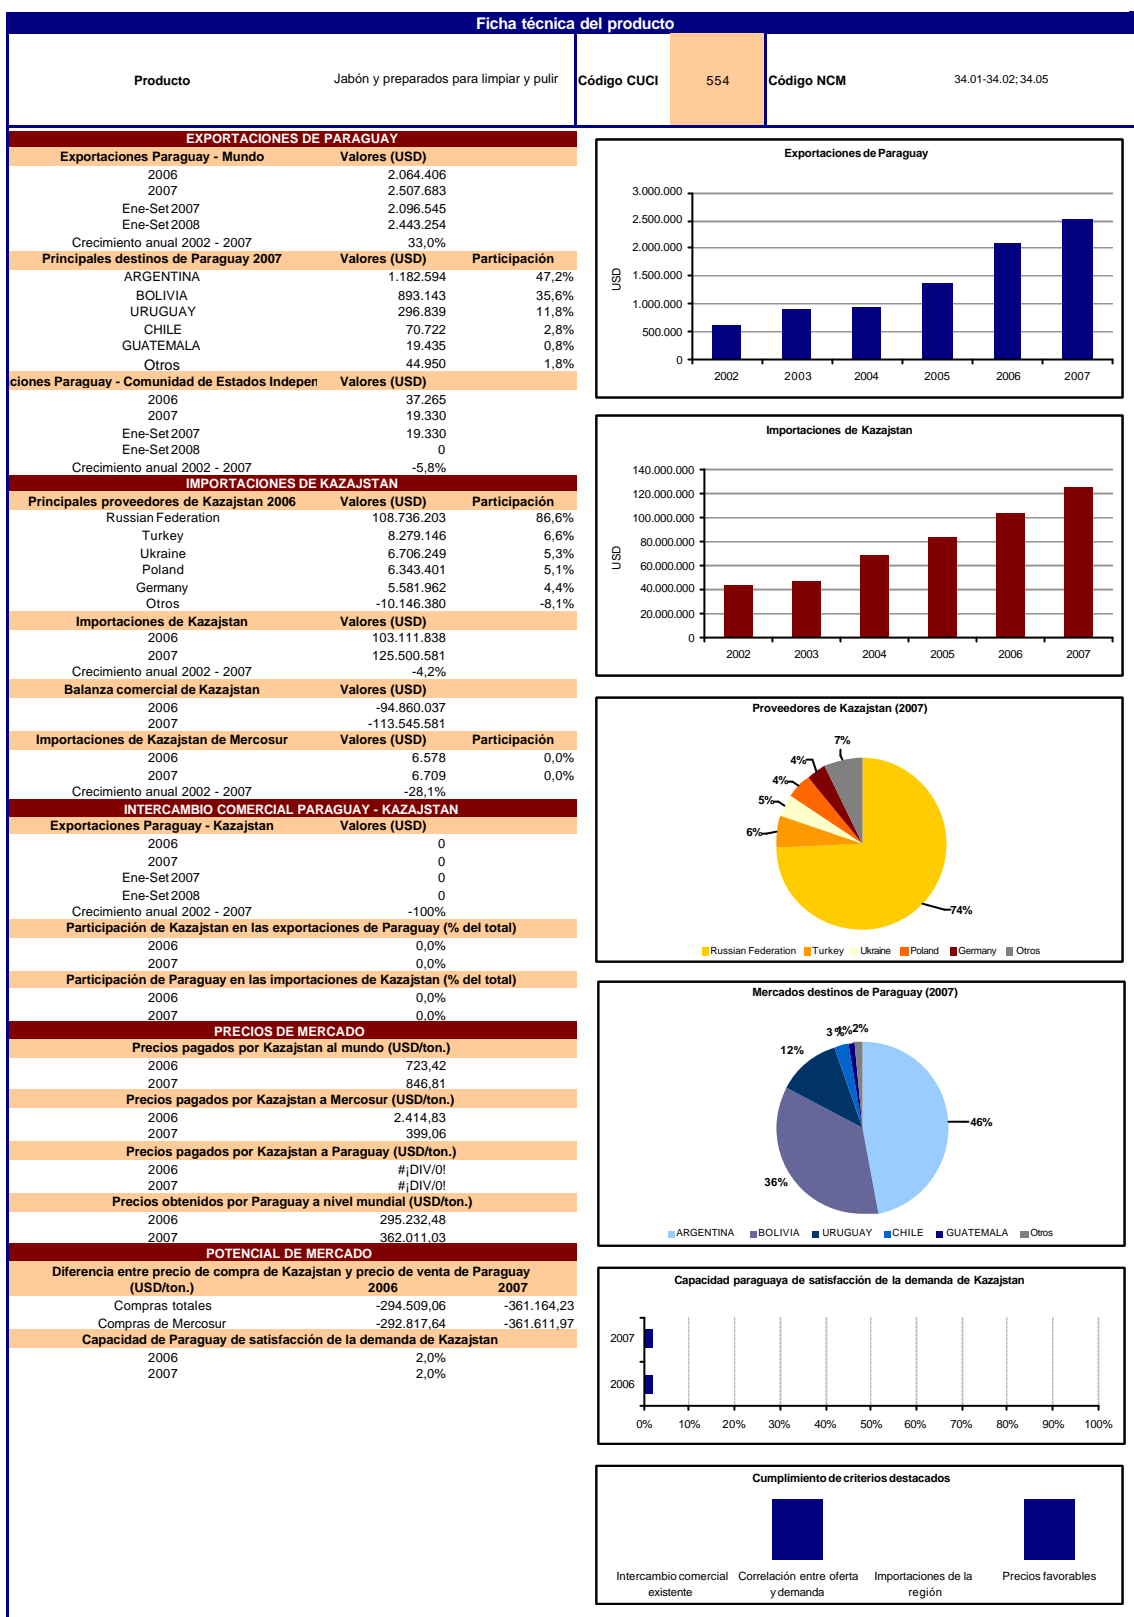 Ficha técnica del producto
Producto Jabón y preparados para limpiar y pulir Código CUCI 554 Código NCM 34.01-34.02; 34.05
EXPORTACIONES DE PARAGUAY
Exportaciones Paraguay - Mundo Valores (USD)
2006 2.064.406
2007 2.507.683
Ene-Set 2007 2.096.545
Ene-Set 2008 2.443.254
Crecimiento anual 2002 - 2007 33,0%
Principales destinos de Paraguay 2007 Valores (USD) Participación
ARGENTINA 1.182.594 47,2%
BOLIVIA 893.143 35,6%
URUGUAY 296.839 11,8%
CHILE 70.722 2,8%
GUATEMALA 19.435 0,8%
Otros 44.950 1,8%
ciones Paraguay - Comunidad de Estados Indepen Valores (USD)
2006 37.265
2007 19.330
Ene-Set 2007 19.330
Ene-Set 2008 0
Crecimiento anual 2002 - 2007 -5,8%
IMPORTACIONES DE KAZAJSTAN
Principales proveedores de Kazajstan 2006 Valores (USD) Participación
Russian Federation 108.736.203 86,6%
Turkey 8.279.146 6,6%
Ukraine 6.706.249 5,3%
Poland 6.343.401 5,1%
Germany 5.581.962 4,4%
Otros -10.146.380 -8,1%
Importaciones de Kazajstan Valores (USD)
2006 103.111.838
2007 125.500.581
Crecimiento anual 2002 - 2007 -4,2%
Balanza comercial de Kazajstan Valores (USD)
2006 -94.860.037
2007 -113.545.581
Importaciones de Kazajstan de Mercosur Valores (USD) Participación
2006 6.578 0,0%
2007 6.709 0,0%
Crecimiento anual 2002 - 2007 -28,1%
INTERCAMBIO COMERCIAL PARAGUAY - KAZAJSTAN
Exportaciones Paraguay - Kazajstan Valores (USD)
2006 0
2007 0
Ene-Set 2007 0
Ene-Set 2008 0
Crecimiento anual 2002 - 2007 -100%
Participación de Kazajstan en las exportaciones de Paraguay (% del total)
2006 0,0%
2007 0,0%
Participación de Paraguay en las importaciones de Kazajstan (% del total)
2006 0,0%
2007 0,0%
PRECIOS DE MERCADO
Precios pagados por Kazajstan al mundo (USD/ton.)
2006 723,42
2007 846,81
Precios pagados por Kazajstan a Mercosur (USD/ton.)
2006 2.414,83
2007 399,06
Precios pagados por Kazajstan a Paraguay (USD/ton.)
2006 #¡DIV/0!
2007 #¡DIV/0!
Precios obtenidos por Paraguay a nivel mundial (USD/ton.)
2006 295.232,48
2007 362.011,03
POTENCIAL DE MERCADO
Diferencia entre precio de compra de Kazajstan y precio de venta de Paraguay
(USD/ton.) 2006 2007
Compras totales -294.509,06 -361.164,23
Compras de Mercosur -292.817,64 -361.611,97
Capacidad de Paraguay de satisfacción de la demanda de Kazajstan
2006 2,0%
2007 2,0%
Exportaciones de Paraguay
3.000.000
2.500.000
2.000.000
1.500.000
1.000.000
500.000
0
USD
2002 2003 2004 2005 2006 2007
Importaciones de Kazajstan
140.000.000
120.000.000
100.000.000
80.000.000
60.000.000
40.000.000
20.000.000
0
USD
2002 2003 2004 2005 2006 2007
Proveedores de Kazajstan (2007)
7%
4%
4%
5%
6%
74%
Russian Federation Turkey Ukraine Poland Germany Otros
Mercados destinos de Paraguay (2007)
3% 1% 2%
12%
46%
36%
ARGENTINA BOLIVIA URUGUAY CHILE GUATEMALA Otros
Capacidad paraguaya de satisfacción de la demanda de Kazajstan
2007
2006
0% 10% 20% 30% 40% 50% 60% 70% 80% 90% 100%
Cumplimiento de criterios destacados
Intercambio comercial Correlación entre oferta Importaciones de la Precios favorables
existente y demanda región